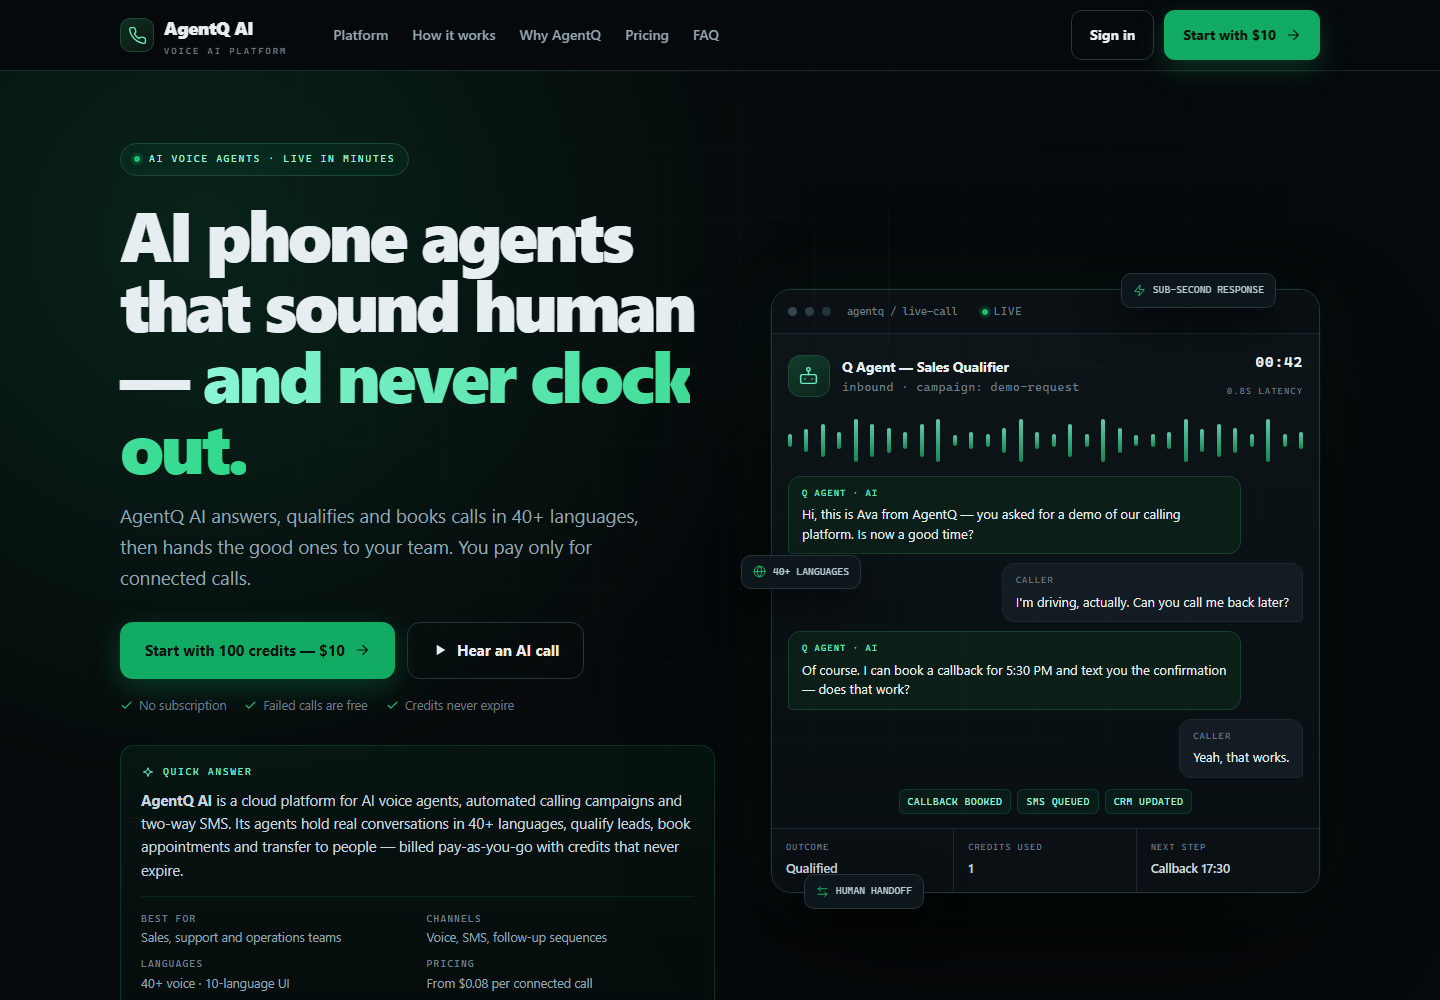 AgentQ AI
VOICE AI PLATFORM
Platform
How it works
Why AgentQ
Pricing
FAQ
Sign in
Start with $10
AI VOICE AGENTS · LIVE IN MINUTES
AI phone agents
that sound human
— and never clock
out.
AgentQ AI answers, qualifies and books calls in 40+ languages,
then hands the good ones to your team. You pay only for
connected calls.
Start with 100 credits — $10
Hear an AI call
No subscription
Failed calls are free
Credits never expire
QUICK ANSWER
AgentQ AI is a cloud platform for AI voice agents, automated calling campaigns and
two-way SMS. Its agents hold real conversations in 40+ languages, qualify leads, book
appointments and transfer to people — billed pay-as-you-go with credits that never
expire.
BEST FOR
Sales, support and operations teams
CHANNELS
Voice, SMS, follow-up sequences
LANGUAGES
40+ voice · 10-language UI
PRICING
From $0.08 per connected call
SUB-SECOND RESPONSE
agentq / live-call
LIVE
Q Agent — Sales Qualifier
inbound · campaign: demo-request
00:42
0.8S LATENCY
Q AGENT · AI
Hi, this is Ava from AgentQ — you asked for a demo of our calling
platform. Is now a good time?
40+ LANGUAGES
CALLER
I'm driving, actually. Can you call me back later?
Q AGENT · AI
Of course. I can book a callback for 5:30 PM and text you the confirmation
— does that work?
CALLER
Yeah, that works.
CALLBACK BOOKED
SMS QUEUED
CRM UPDATED
OUTCOME
Qualified
CREDITS USED
1
NEXT STEP
Callback 17:30
HUMAN HANDOFF